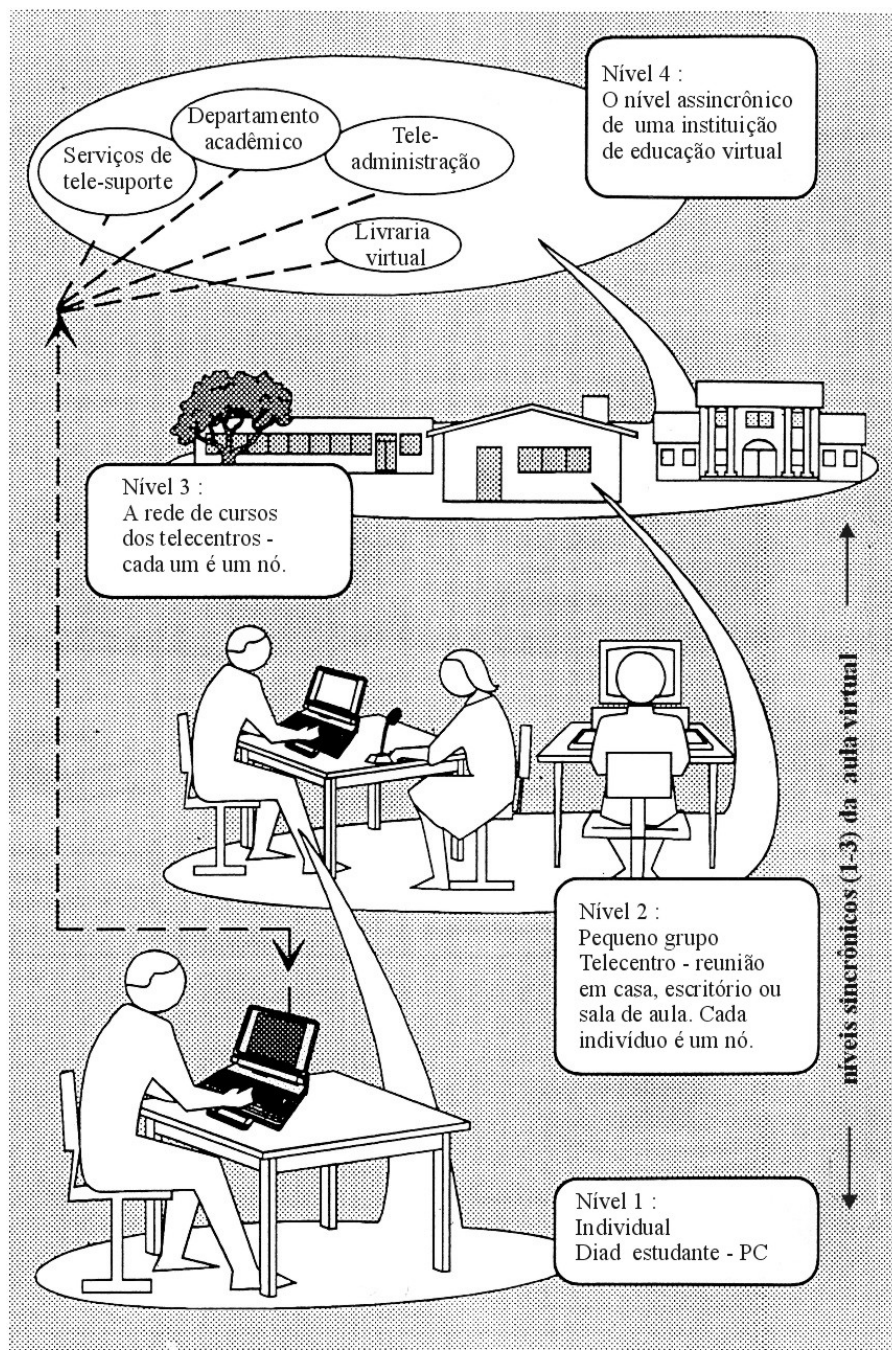 Nível 4 :
O nível assincrônico
de uma instituição
de educação virtual
Departamento
acadêmico
Serviços de
tele-suporte
Tele-
administração
Livraria
virtual
Nível 3 :
A rede de cursos
dos telecentros -
cada um é um nó.
níveis sincrônicos (1-3) da aula virtual
Nível 2 :
Pequeno grupo
Telecentro - reunião
em casa, escritório ou
sala de aula. Cada
indivíduo é um nó.
Nível 1 :
Individual
Diad estudante - PC